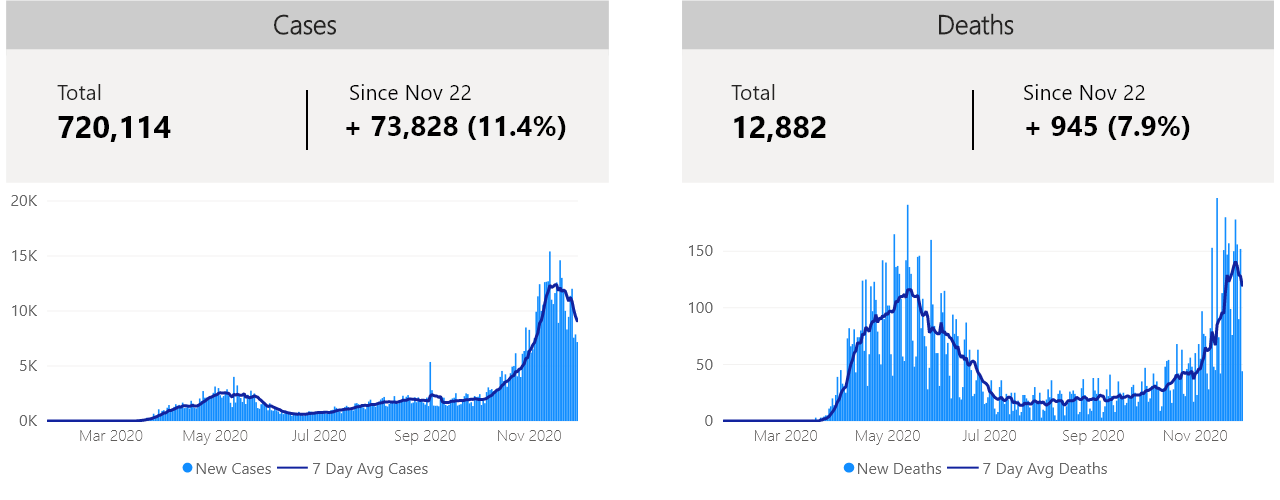 Cases
Total
Since Nov 22
720,114
+ 73,828 (11.4%)
20K
15K
10K
5K
0K
Mar 2020 May 2020 Jul 2020 Sep 2020 Nov 2020
New Cases 7 Day Avg Cases
Deaths
Total
Since Nov 22
12,882
+ 945 (7.9%)
150
100
50
0
Mar 2020 May 2020 Jul 2020 Sep 2020 Nov 2020
New Deaths 7 Day Avg Deaths